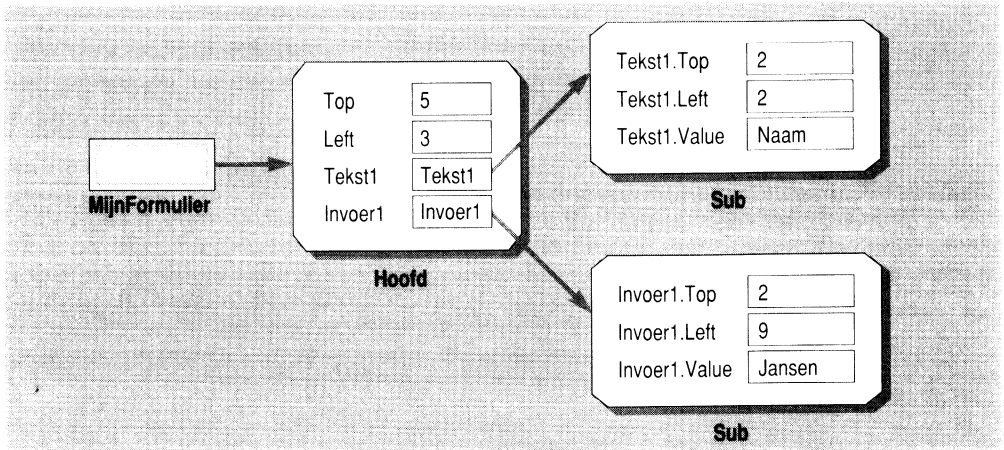 MijnFormulier
Top 5
Left 3
Tekst1 Tekst1
Invoer1 Invoer1
Hoofd
Tekst1.Top 2
Tekst1.Left 2
Tekst1.Value Naam
Sub
Invoer1.Top 2
Invoer1.Left 9
Invoer1.Value Jansen
Sub